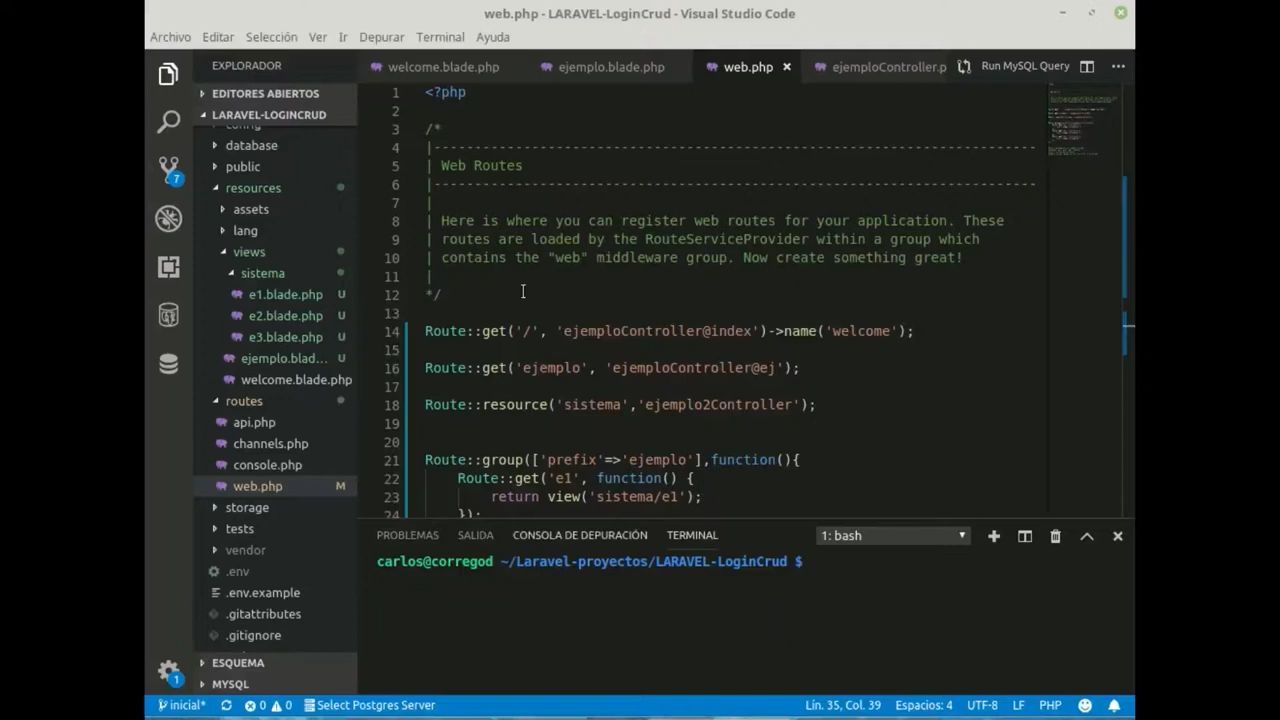 web.php - LARAVEL-LoginCrud - Visual Studio Code
Archivo Editar Selección Ver Ir Depurar Terminal Ayuda
EXPLORADOR
welcome.blade.php ejemplo.blade.php web.php ejemploController.p Run MySQL Query
EDITORES ABIERTOS
LARAVEL-LOGINCRUD
config
database
public
resources
assets
lang
views
sistema
e1.blade.php U
e2.blade.php U
e3.blade.php U
ejemplo.blad... U
welcome.blade.php
routes
api.php
channels.php
console.php
web.php M
storage
tests
vendor
.env
.env.example
.gitattributes
.gitignore
ESQUEMA
MYSQL
7
1
1 <?php
2
3 /*
4 |--------------------------------------------------------------------------
5 | Web Routes
6 |--------------------------------------------------------------------------
7 |
8 | Here is where you can register web routes for your application. These
9 | routes are loaded by the RouteServiceProvider within a group which
10 | contains the "web" middleware group. Now create something great!
11 |
12 */
13
14 Route::get('/', 'ejemploController@index')->name('welcome');
15
16 Route::get('ejemplo', 'ejemploController@ej');
17
18 Route::resource('sistema','ejemplo2Controller');
19
20
21 Route::group(['prefix'=>'ejemplo'],function(){
22 Route::get('e1', function() {
23 return view('sistema/e1');
24 });
PROBLEMAS SALIDA CONSOLA DE DEPURACIÓN TERMINAL 1: bash
carlos@corregod ~/Laravel-proyectos/LARAVEL-LoginCrud $
inicial* 0 0 Select Postgres Server Lín. 35, Col. 39 Espacios: 4 UTF-8 LF PHP